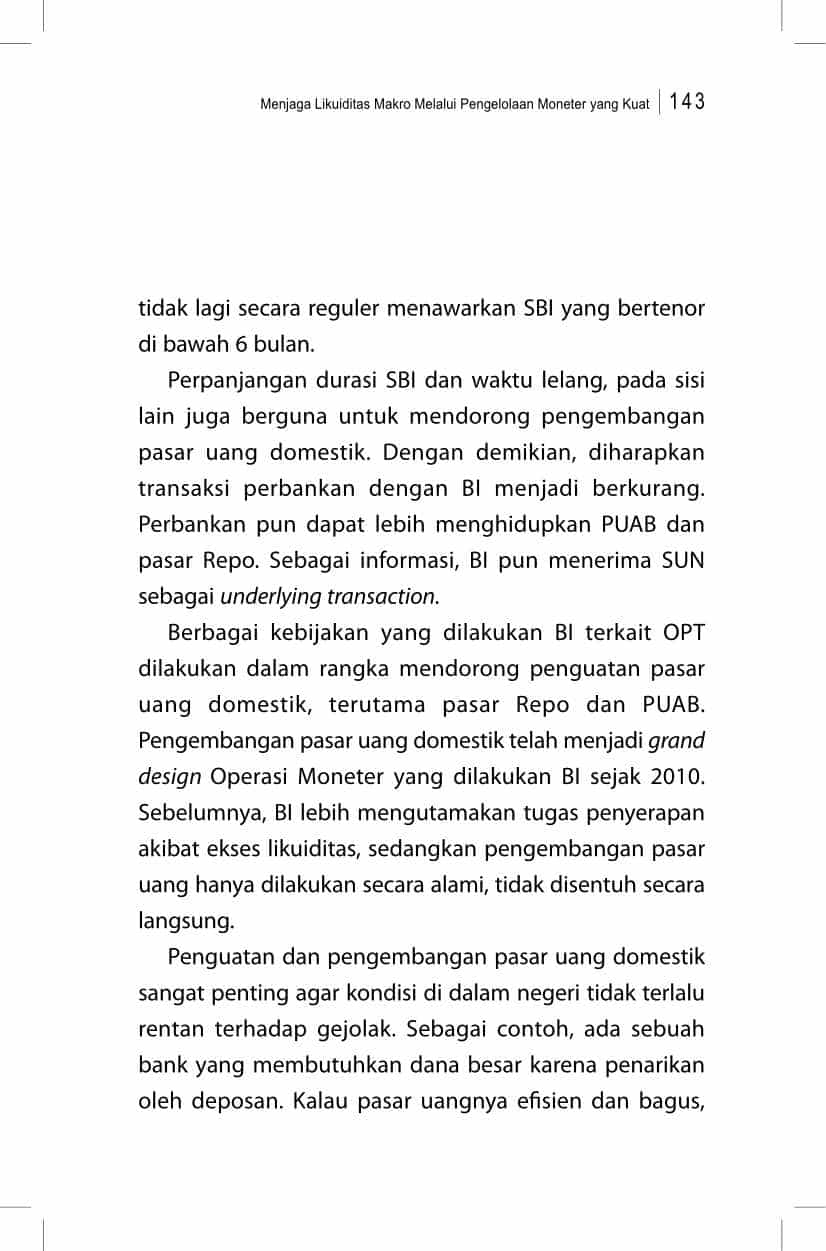 Menjaga Likuiditas Makro Melalui Pengelolaan Moneter yang Kuat 143
tidak lagi secara reguler menawarkan SBI yang bertenor
di bawah 6 bulan.
Perpanjangan durasi SBI dan waktu lelang, pada sisi
lain juga berguna untuk mendorong pengembangan
pasar uang domestik. Dengan demikian, diharapkan
transaksi perbankan dengan BI menjadi berkurang.
Perbankan pun dapat lebih menghidupkan PUAB dan
pasar Repo. Sebagai informasi, BI pun menerima SUN
sebagai underlying transaction.
Berbagai kebijakan yang dilakukan BI terkait OPT
dilakukan dalam rangka mendorong penguatan pasar
uang domestik, terutama pasar Repo dan PUAB.
Pengembangan pasar uang domestik telah menjadi grand
design Operasi Moneter yang dilakukan BI sejak 2010.
Sebelumnya, BI lebih mengutamakan tugas penyerapan
akibat ekses likuiditas, sedangkan pengembangan pasar
uang hanya dilakukan secara alami, tidak disentuh secara
langsung.
Penguatan dan pengembangan pasar uang domestik
sangat penting agar kondisi di dalam negeri tidak terlalu
rentan terhadap gejolak. Sebagai contoh, ada sebuah
bank yang membutuhkan dana besar karena penarikan
oleh deposan. Kalau pasar uangnya efisien dan bagus,